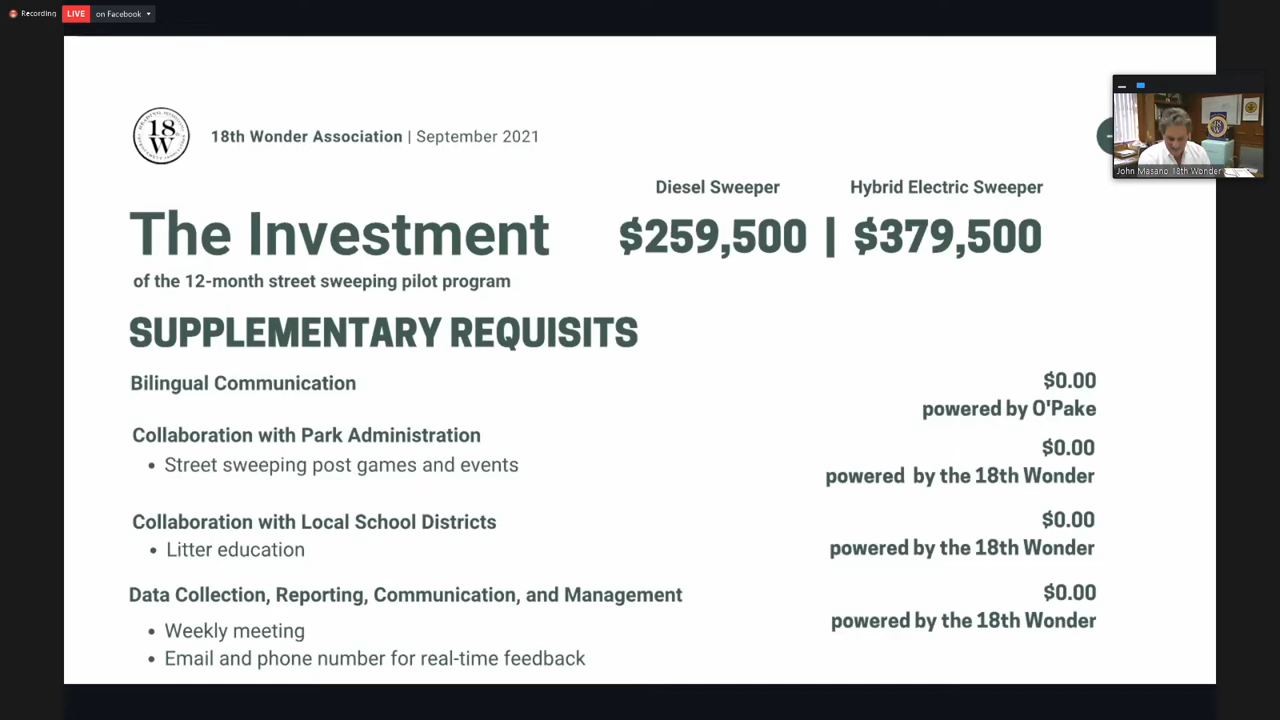 Recording
LIVE
on Facebook
18
W
18th Wonder Association | September 2021
Diesel Sweeper
Hybrid Electric Sweeper
The Investment
$259,500 | $379,500
of the 12-month street sweeping pilot program
SUPPLEMENTARY REQUISITS
Bilingual Communication
$0.00
powered by O'Pake
Collaboration with Park Administration
$0.00
• Street sweeping post games and events
powered by the 18th Wonder
Collaboration with Local School Districts
$0.00
• Litter education
powered by the 18th Wonder
Data Collection, Reporting, Communication, and Management
$0.00
powered by the 18th Wonder
• Weekly meeting
• Email and phone number for real-time feedback
John Masano 18th Wonder